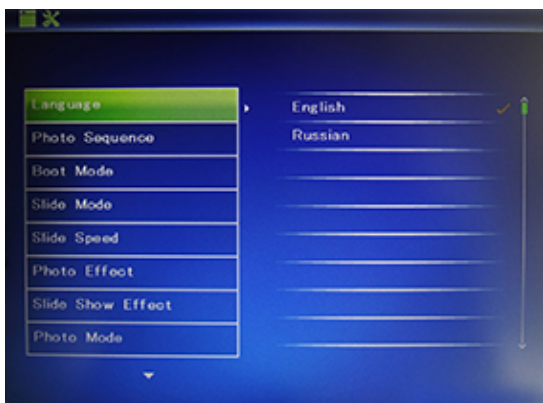 Language
Photo Sequence
Boot Mode
Slide Mode
Slide Speed
Photo Effect
Slide Show Effect
Photo Mode
English
Russian